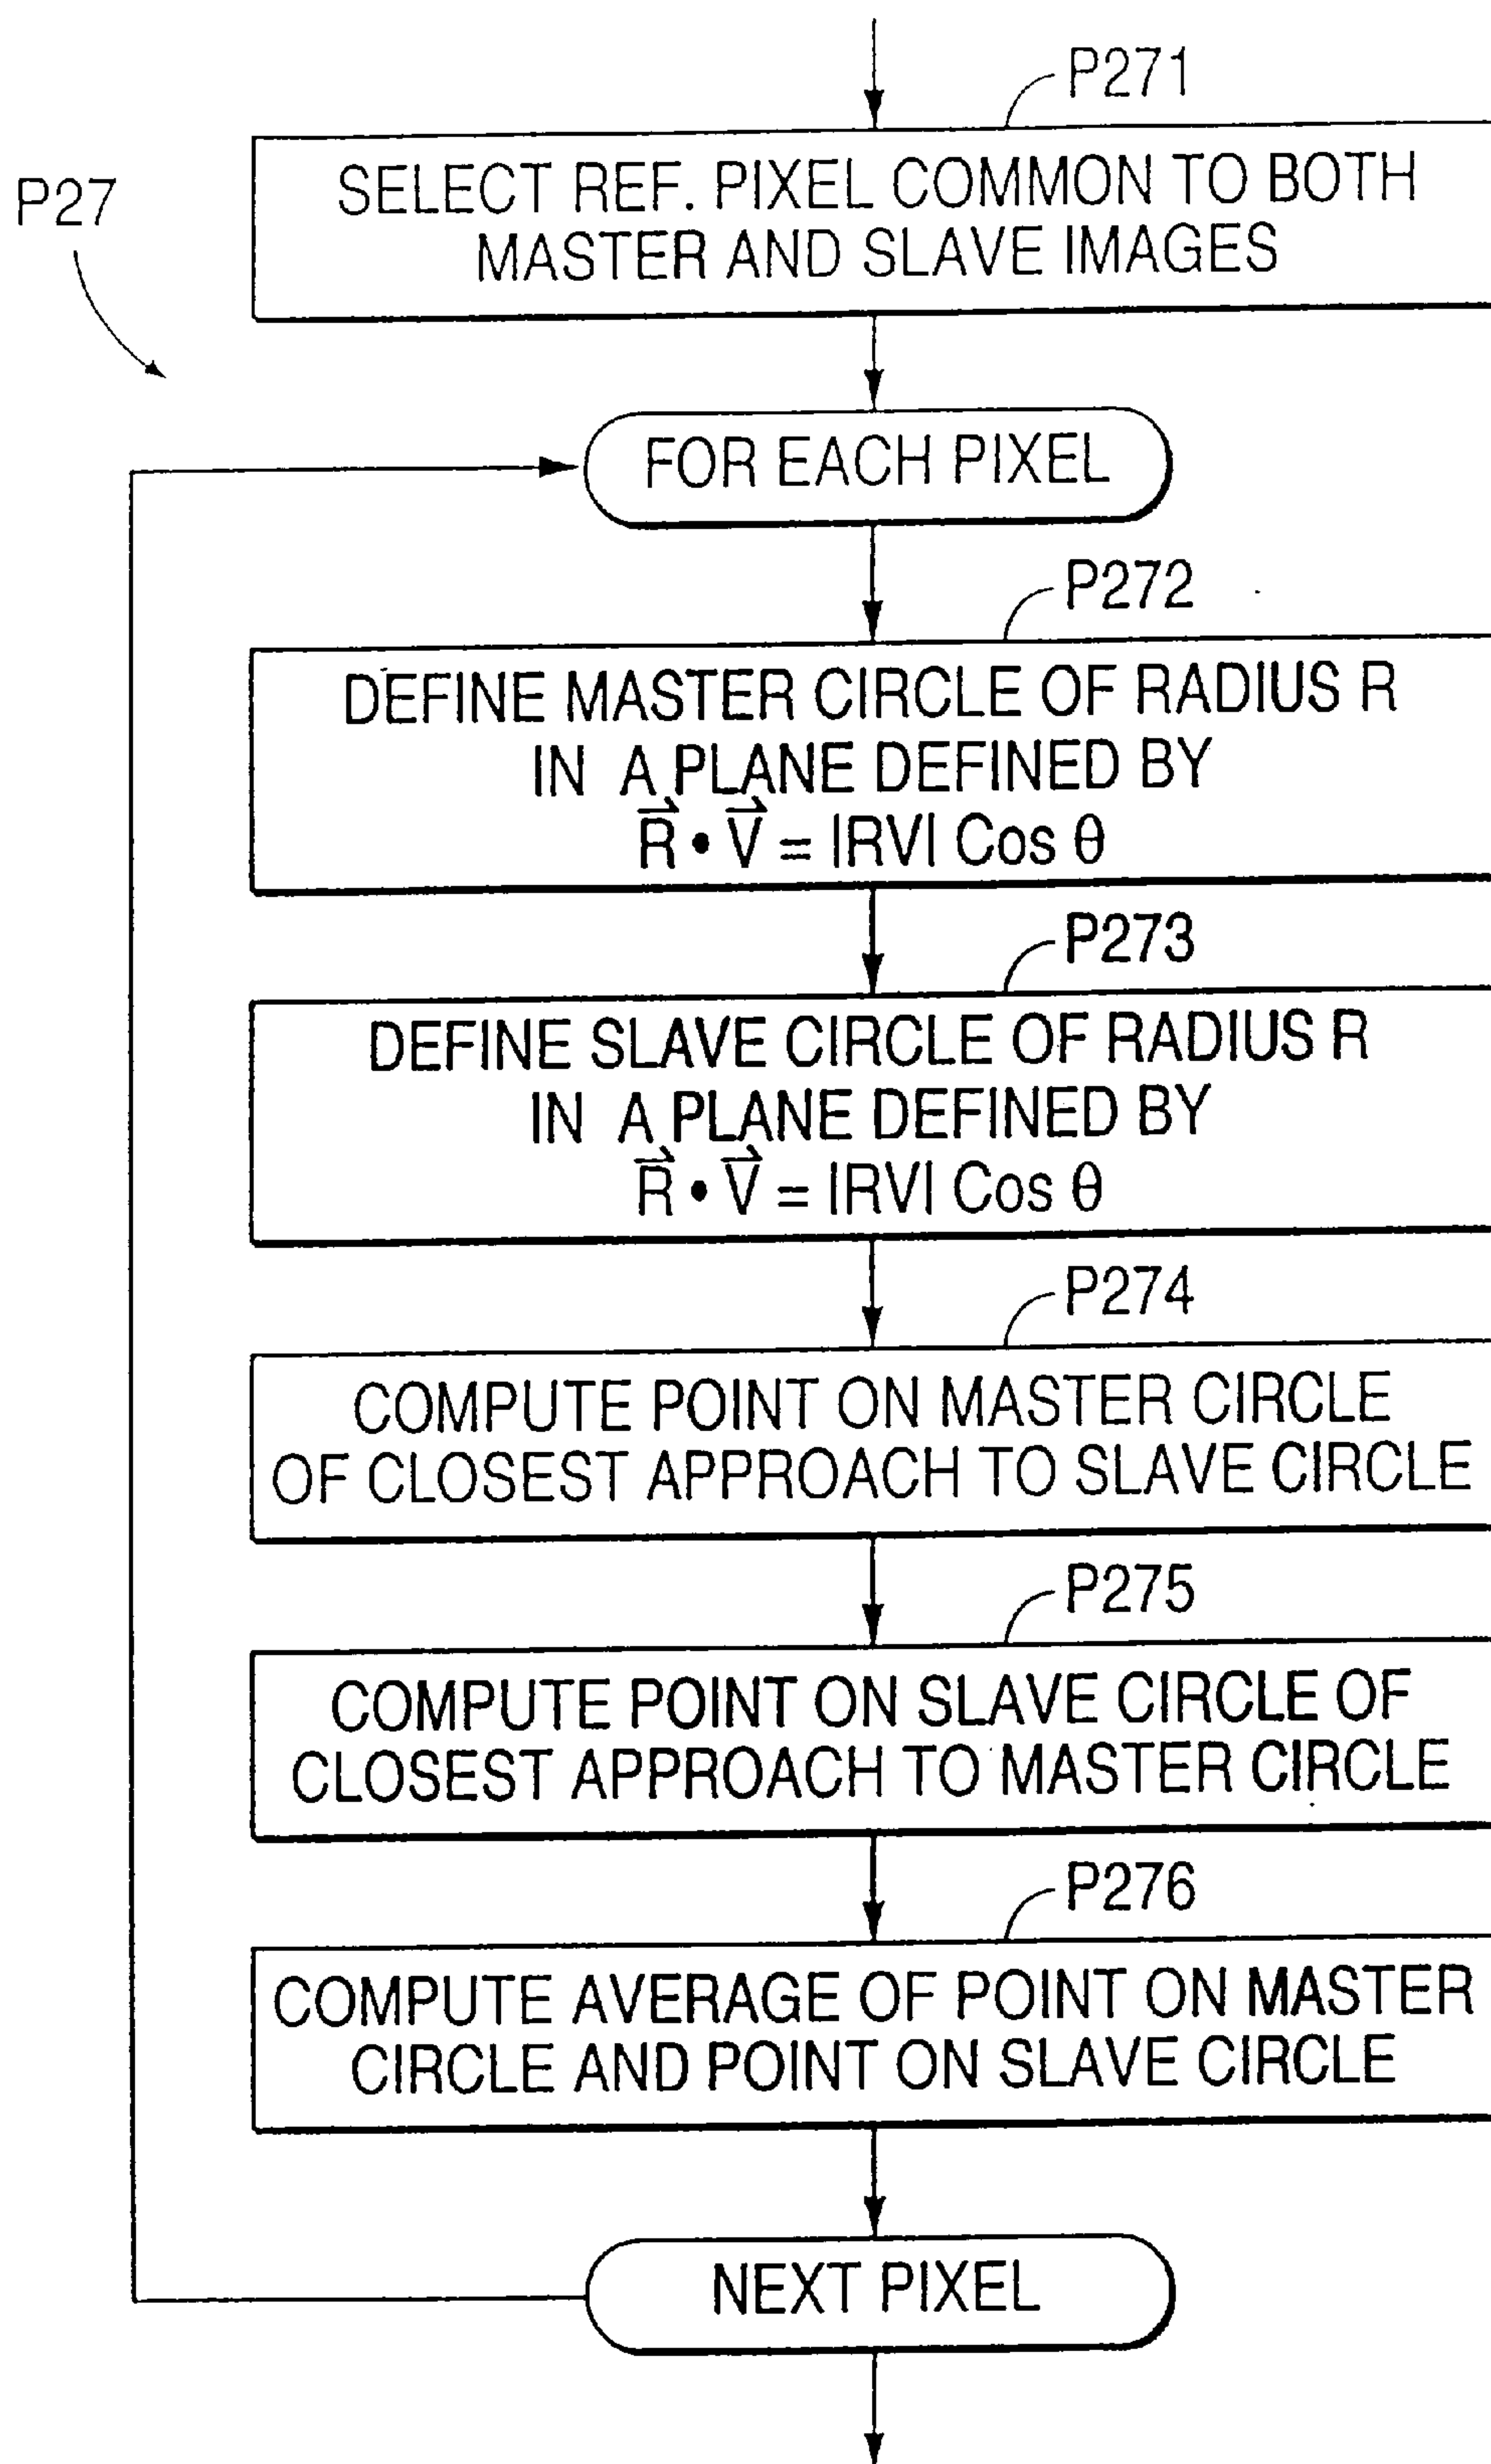 P271
P27
SELECT REF. PIXEL COMMON TO BOTH
MASTER AND SLAVE IMAGES
FOR EACH PIXEL
P272
DEFINE MASTER CIRCLE OF RADIUS R
IN A PLANE DEFINED BY
R⃗ • V⃗ = |RV| Cos θ
P273
DEFINE SLAVE CIRCLE OF RADIUS R
IN A PLANE DEFINED BY
R⃗ • V⃗ = |RV| Cos θ
P274
COMPUTE POINT ON MASTER CIRCLE
OF CLOSEST APPROACH TO SLAVE CIRCLE
P275
COMPUTE POINT ON SLAVE CIRCLE OF
CLOSEST APPROACH TO MASTER CIRCLE
P276
COMPUTE AVERAGE OF POINT ON MASTER
CIRCLE AND POINT ON SLAVE CIRCLE
NEXT PIXEL